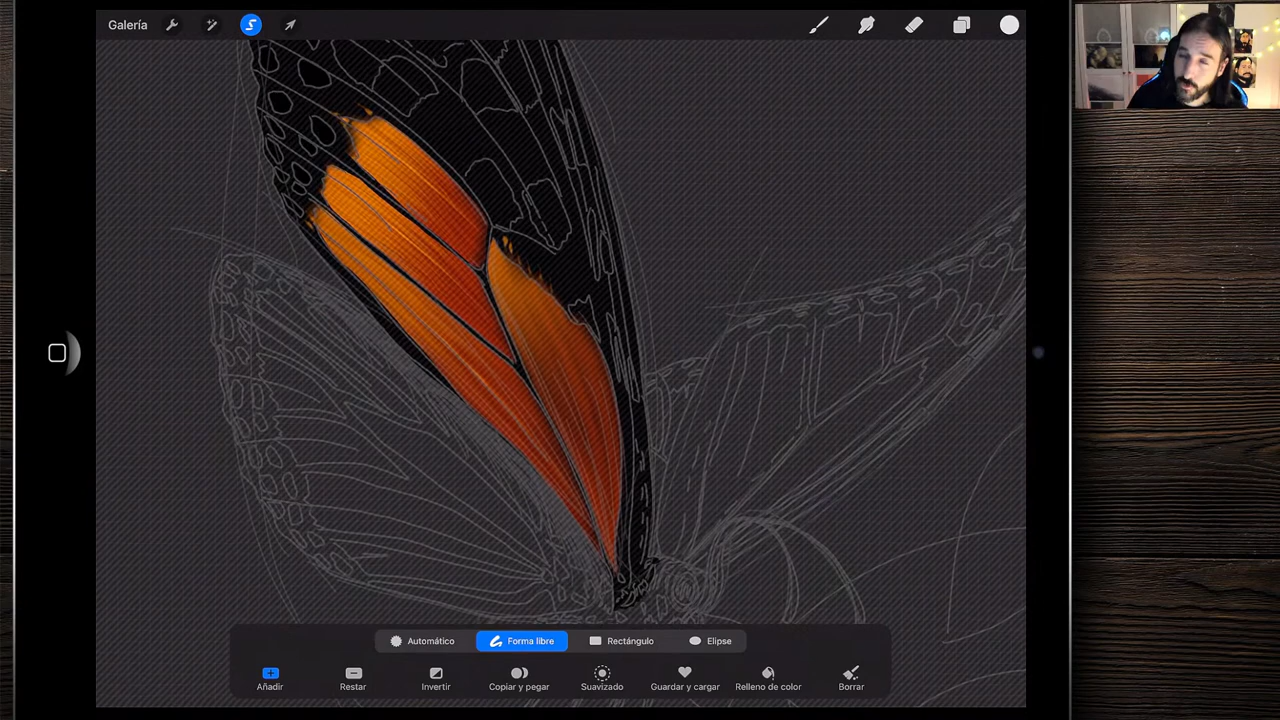 Galería
Automático Forma libre Rectángulo Elipse
Añadir Restar Invertir Copiar y pegar Suavizado Guardar y cargar Relleno de color Borrar